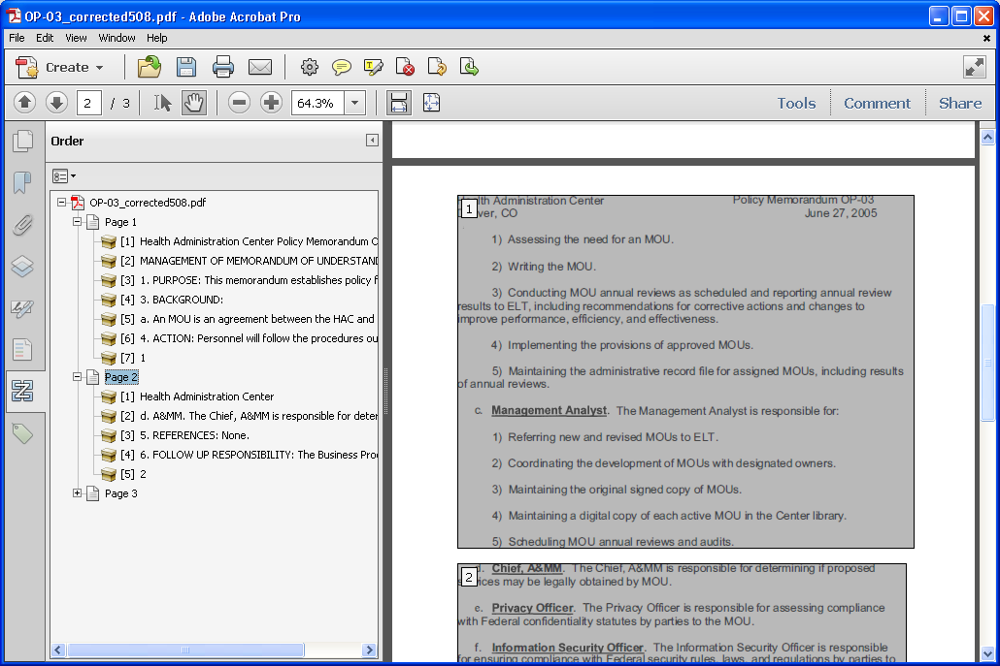 OP-03_corrected508.pdf - Adobe Acrobat Pro
File Edit View Window Help
Create
2 / 3 64.3% Tools Comment Share
Order
OP-03_corrected508.pdf
Page 1
[1] Health Administration Center Policy Memorandum O
[2] MANAGEMENT OF MEMORANDUM OF UNDERSTAND
[3] 1. PURPOSE: This memorandum establishes policy f
[4] 3. BACKGROUND:
[5] a. An MOU is an agreement between the HAC and
[6] 4. ACTION: Personnel will follow the procedures ou
[7] 1
Page 2
[1] Health Administration Center
[2] d. A&MM. The Chief, A&MM is responsible for deter
[3] 5. REFERENCES: None.
[4] 6. FOLLOW UP RESPONSIBILITY: The Business Pro
[5] 2
Page 3
1
lth Administration Center Policy Memorandum OP-03
ver, CO June 27, 2005
1) Assessing the need for an MOU.
2) Writing the MOU.
3) Conducting MOU annual reviews as scheduled and reporting annual review
results to ELT, including recommendations for corrective actions and changes to
improve performance, efficiency, and effectiveness.
4) Implementing the provisions of approved MOUs.
5) Maintaining the administrative record file for assigned MOUs, including results
of annual reviews.
c. Management Analyst. The Management Analyst is responsible for:
1) Referring new and revised MOUs to ELT.
2) Coordinating the development of MOUs with designated owners.
3) Maintaining the original signed copy of MOUs.
4) Maintaining a digital copy of each active MOU in the Center library.
5) Scheduling MOU annual reviews and audits.
2
d. Chief, A&MM. The Chief, A&MM is responsible for determining if proposed
s ices may be legally obtained by MOU.
e. Privacy Officer. The Privacy Officer is responsible for assessing compliance
with Federal confidentiality statutes by parties to the MOU.
f. Information Security Officer. The Information Security Officer is responsible
for ensuring compliance with Federal security rules, laws, and regulations by parties to